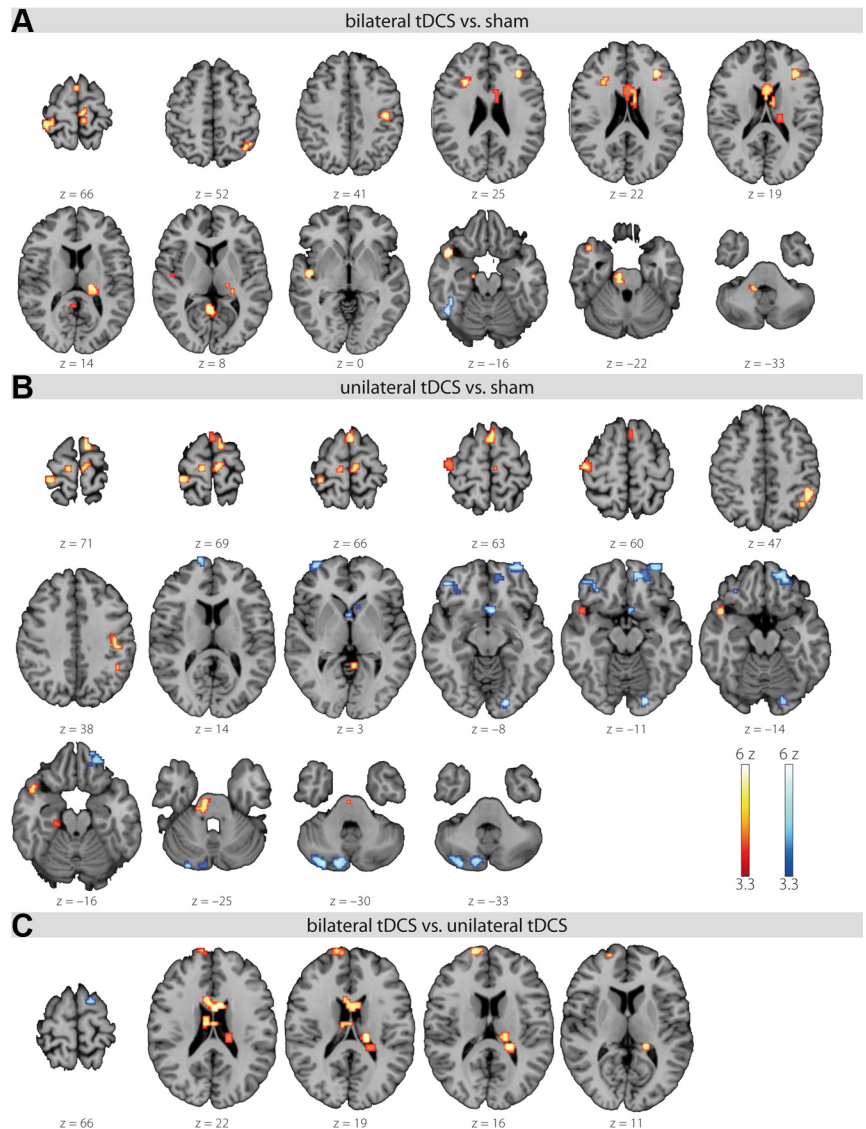 A bilateral tDCS vs. sham
z = 66 z = 52 z = 41 z = 25 z = 22 z = 19
z = 14 z = 8 z = 0 z = −16 z = −22 z = −33
B unilateral tDCS vs. sham
z = 71 z = 69 z = 66 z = 63 z = 60 z = 47
z = 38 z = 14 z = 3 z = −8 z = −11 z = −14
6 z 6 z
3.3 3.3
z = −16 z = −25 z = −30 z = −33
C bilateral tDCS vs. unilateral tDCS
z = 66 z = 22 z = 19 z = 16 z = 11